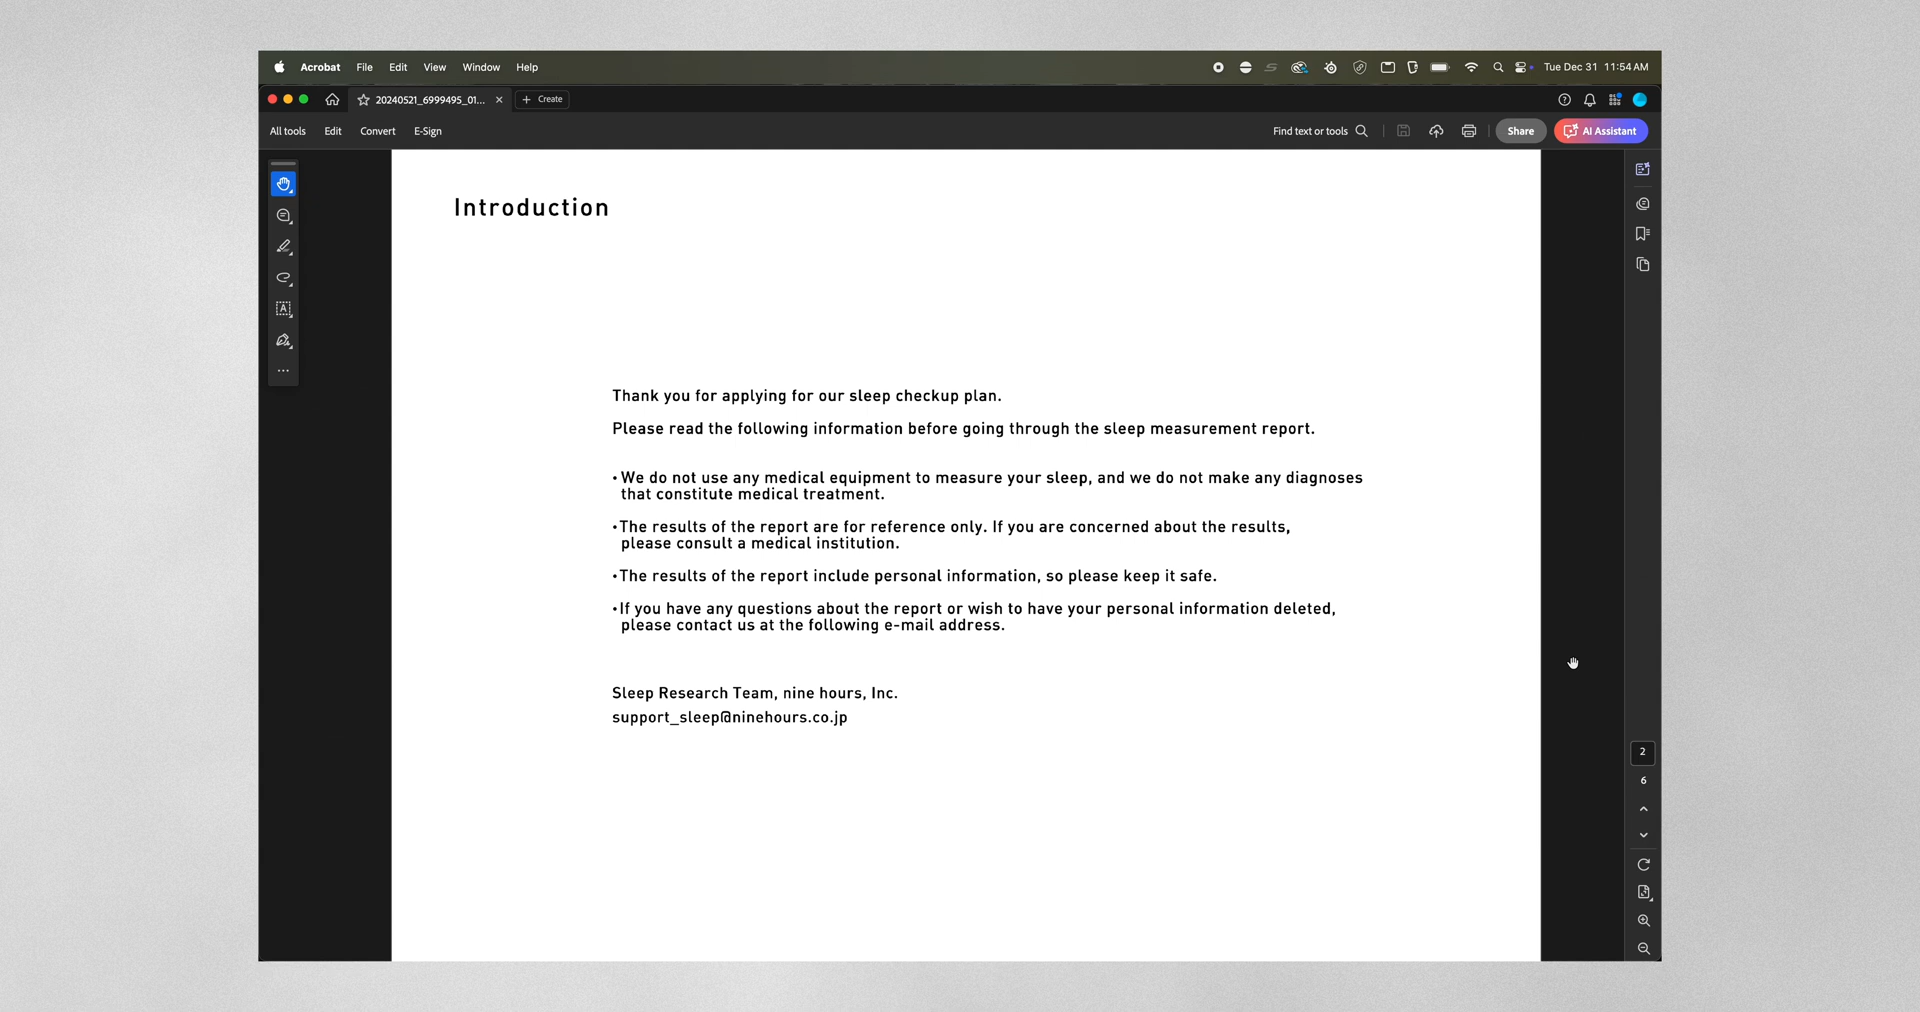 Acrobat File Edit View Window Help Tue Dec 31 11:54 AM
20240521_6999495_01... × + Create
All tools Edit Convert E-Sign Find text or tools Share AI Assistant
Introduction
Thank you for applying for our sleep checkup plan.
Please read the following information before going through the sleep measurement report.
・We do not use any medical equipment to measure your sleep, and we do not make any diagnoses
that constitute medical treatment.
・The results of the report are for reference only. If you are concerned about the results,
please consult a medical institution.
・The results of the report include personal information, so please keep it safe.
・If you have any questions about the report or wish to have your personal information deleted,
please contact us at the following e-mail address.
Sleep Research Team, nine hours, Inc.
support_sleep@ninehours.co.jp
2
6